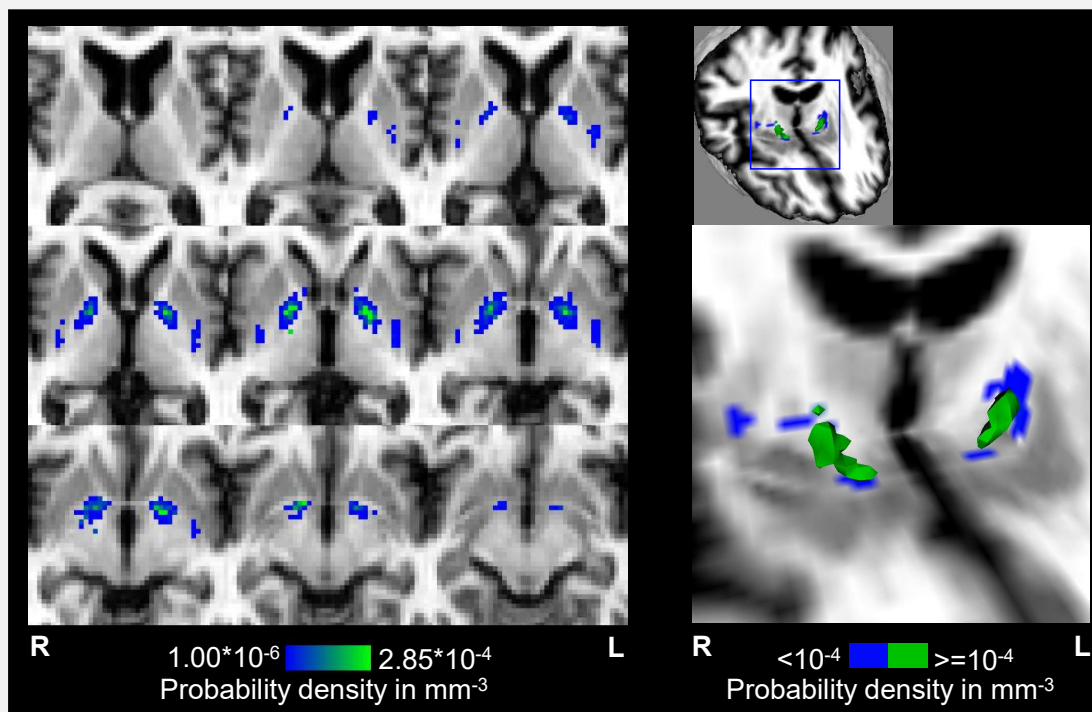 R
L
1.00*10-6
2.85*10-4
Probability density in mm-3
R
L
<10-4
>=10-4
Probability density in mm-3